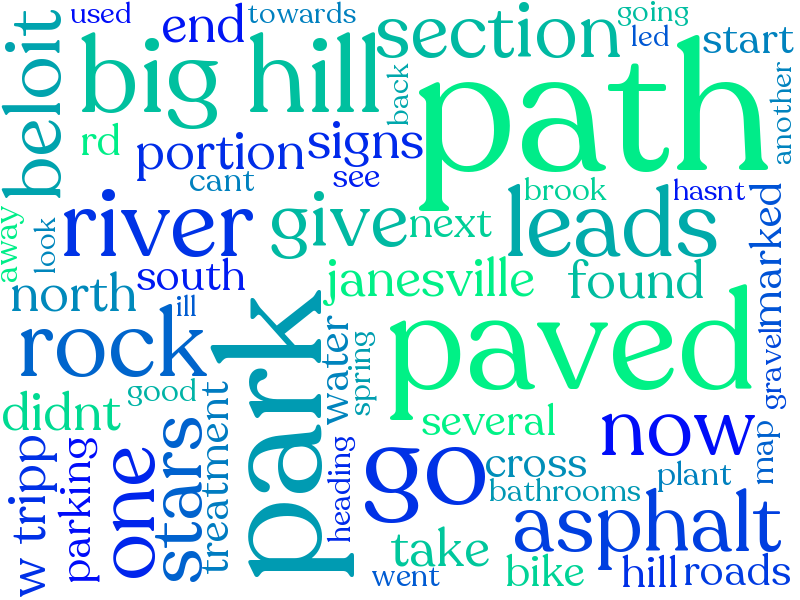 used
end
towards
section
going
led
start
beloit
big hill
back
path
another
rd
portion
signs
cant
see
brook
hasnt
away
look
river
give
next
leads
marked
south
janesville
found
north
ill
rock
park
water
spring
paved
gravel
good
didnt
several
now
w tripp
parking
one
stars
treatment
heading
go
cross
bathrooms
plant
map
asphalt
take
went
bike
hill
roads